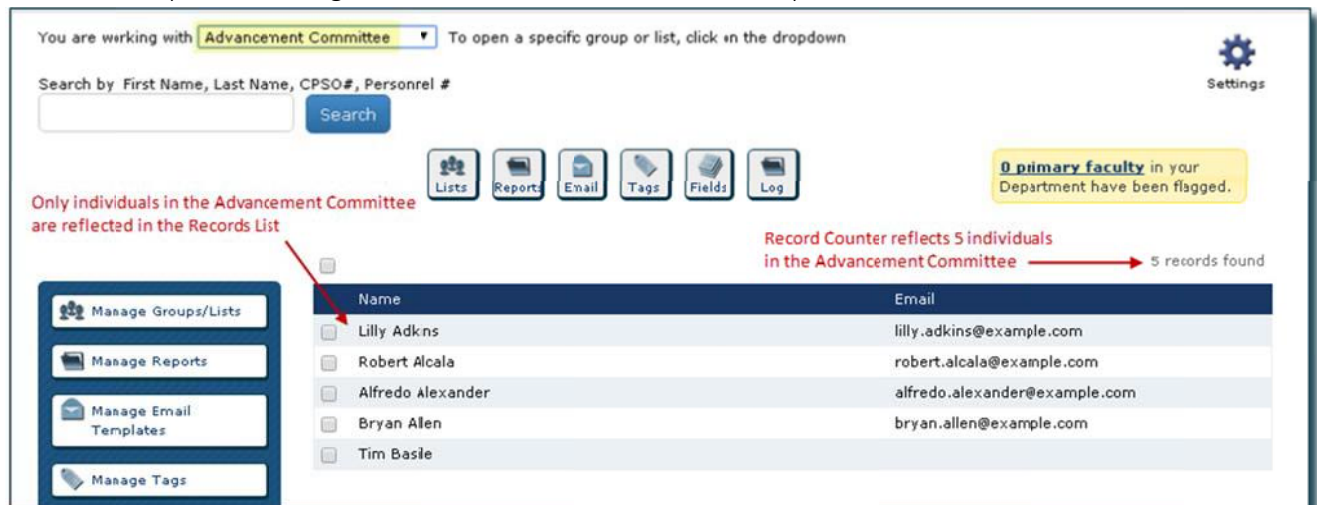 You are working with Advancement Committee To open a specific group or list, click on the dropdown
Settings
Search by First Name, Last Name, CPSO#, Personnel #
Search
Lists Reports Email Tags Fields Log
0 primary faculty in your
Department have been flagged.
Only individuals in the Advancement Committee
are reflected in the Records List
Record Counter reflects 5 individuals
in the Advancement Committee
5 records found
Manage Groups/Lists
Manage Reports
Manage Email
Templates
Manage Tags
Name Email
Lilly Adkins lilly.adkins@example.com
Robert Alcala robert.alcala@example.com
Alfredo Alexander alfredo.alexander@example.com
Bryan Allen bryan.allen@example.com
Tim Basile